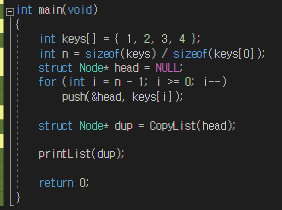 int main(void)
{
int keys[] = { 1, 2, 3, 4 };
int n = sizeof(keys) / sizeof(keys[0]);
struct Node* head = NULL;
for (int i = n - 1; i >= 0; i--)
push(&head, keys[i]);
struct Node* dup = CopyList(head);
printList(dup);
return 0;
}